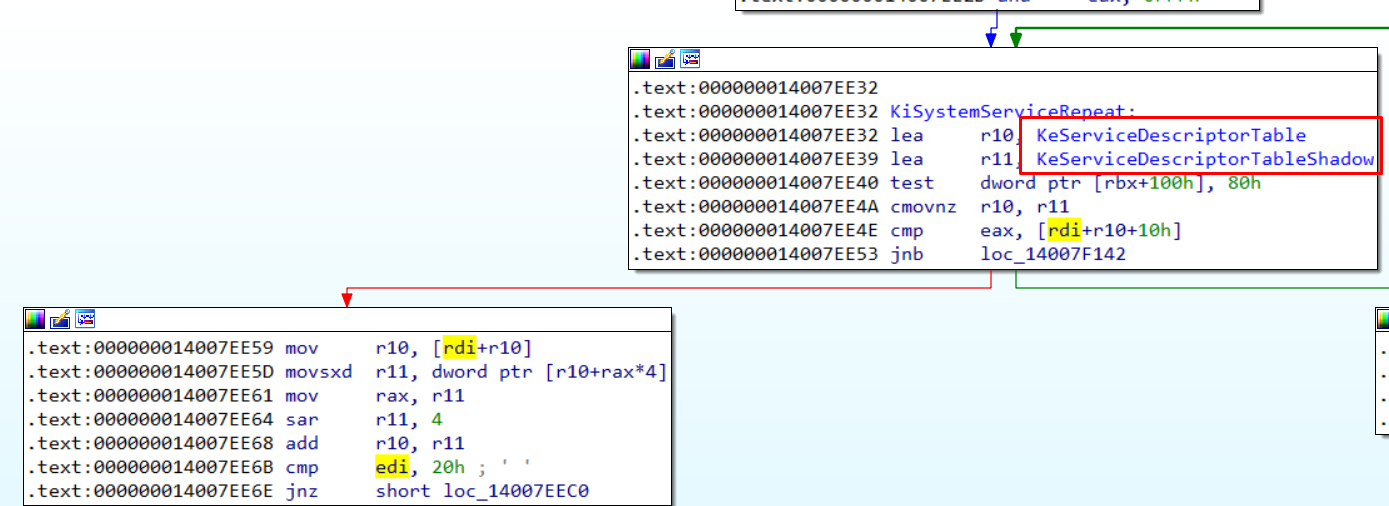 .text:000000014007EE32
.text:000000014007EE32 KiSystemServiceRepeat:
.text:000000014007EE32 lea r10, KeServiceDescriptorTable
.text:000000014007EE39 lea r11, KeServiceDescriptorTableShadow
.text:000000014007EE40 test dword ptr [rbx+100h], 80h
.text:000000014007EE4A cmovnz r10, r11
.text:000000014007EE4E cmp eax, [rdi+r10+10h]
.text:000000014007EE53 jnb loc_14007F142
.text:000000014007EE59 mov r10, [rdi+r10]
.text:000000014007EE5D movsxd r11, dword ptr [r10+rax*4]
.text:000000014007EE61 mov rax, r11
.text:000000014007EE64 sar r11, 4
.text:000000014007EE68 add r10, r11
.text:000000014007EE6B cmp edi, 20h ; ' '
.text:000000014007EE6E jnz short loc_14007EEC0